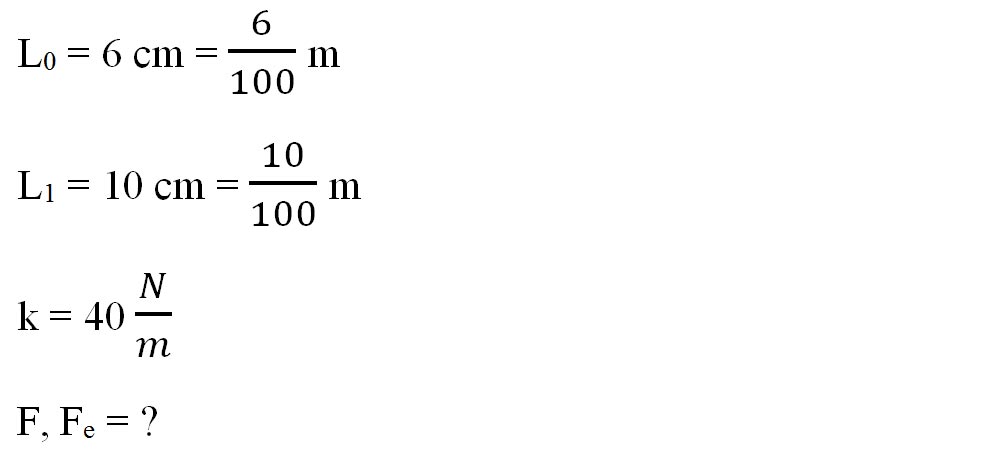 L₀ = 6 cm = 6/100 m
L₁ = 10 cm = 10/100 m
k = 40 N/m
F, Fₑ = ?